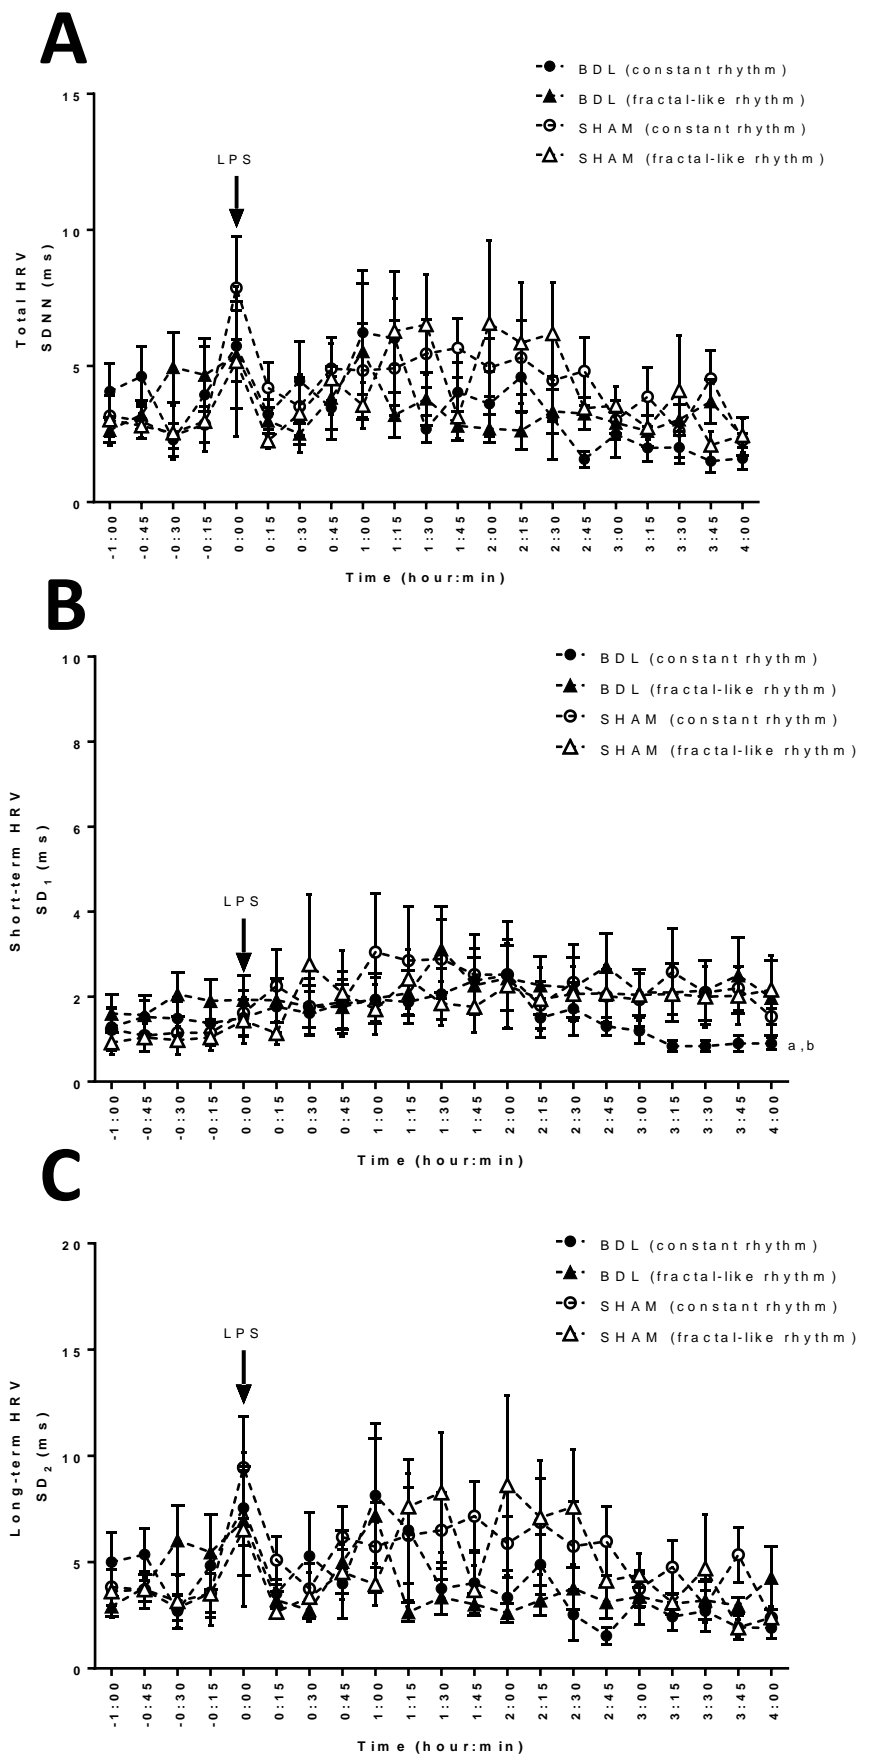 A
BDL (constant rhythm)
BDL (fractal-like rhythm)
SHAM (constant rhythm)
SHAM (fractal-like rhythm)
15
10
5
0
Total HRV
SDNN (ms)
LPS
-1:00 -0:45 -0:30 -0:15 0:00 0:15 0:30 0:45 1:00 1:15 1:30 1:45 2:00 2:15 2:30 2:45 3:00 3:15 3:30 3:45 4:00
Time (hour:min)
B
BDL (constant rhythm)
BDL (fractal-like rhythm)
SHAM (constant rhythm)
SHAM (fractal-like rhythm)
10
8
6
4
2
0
Short-term HRV
SD1 (ms)
LPS
a,b
-1:00 -0:45 -0:30 -0:15 0:00 0:15 0:30 0:45 1:00 1:15 1:30 1:45 2:00 2:15 2:30 2:45 3:00 3:15 3:30 3:45 4:00
Time (hour:min)
C
BDL (constant rhythm)
BDL (fractal-like rhythm)
SHAM (constant rhythm)
SHAM (fractal-like rhythm)
20
15
10
5
0
Long-term HRV
SD2 (ms)
LPS
-1:00 -0:45 -0:30 -0:15 0:00 0:15 0:30 0:45 1:00 1:15 1:30 1:45 2:00 2:15 2:30 2:45 3:00 3:15 3:30 3:45 4:00
Time (hour:min)